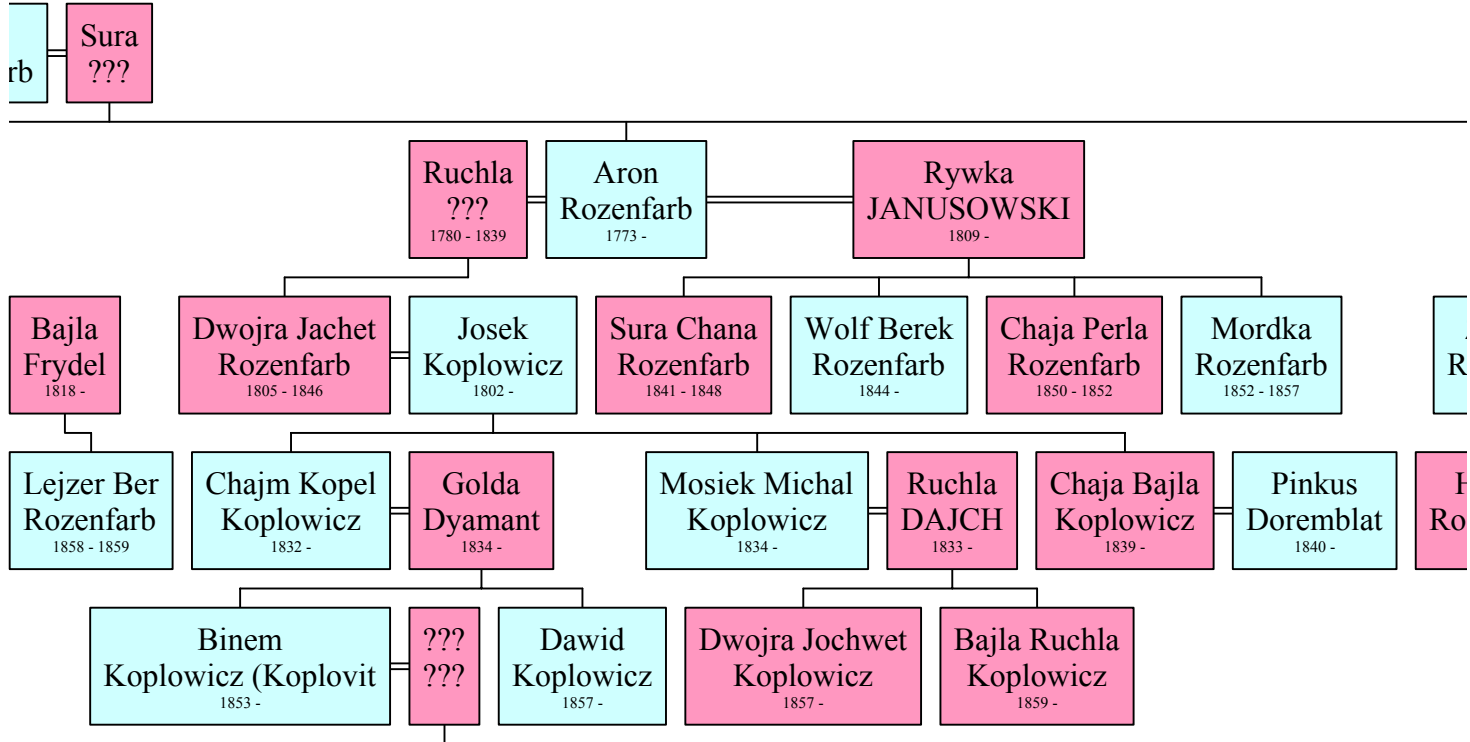 rb
Sura
???
Ruchla
???
1780 - 1839
Aron
Rozenfarb
1773 -
Rywka
JANUSOWSKI
1809 -
Bajla
Frydel
1818 -
Dwojra Jachet
Rozenfarb
1805 - 1846
Josek
Koplowicz
1802 -
Sura Chana
Rozenfarb
1841 - 1848
Wolf Berek
Rozenfarb
1844 -
Chaja Perla
Rozenfarb
1850 - 1852
Mordka
Rozenfarb
1852 - 1857
R
Lejzer Ber
Rozenfarb
1858 - 1859
Chajm Kopel
Koplowicz
1832 -
Golda
Dyamant
1834 -
Mosiek Michal
Koplowicz
1834 -
Ruchla
DAJCH
1833 -
Chaja Bajla
Koplowicz
1839 -
Pinkus
Doremblat
1840 -
Ro
Binem
Koplowicz (Koplovit
1853 -
???
???
Dawid
Koplowicz
1857 -
Dwojra Jochwet
Koplowicz
1857 -
Bajla Ruchla
Koplowicz
1859 -